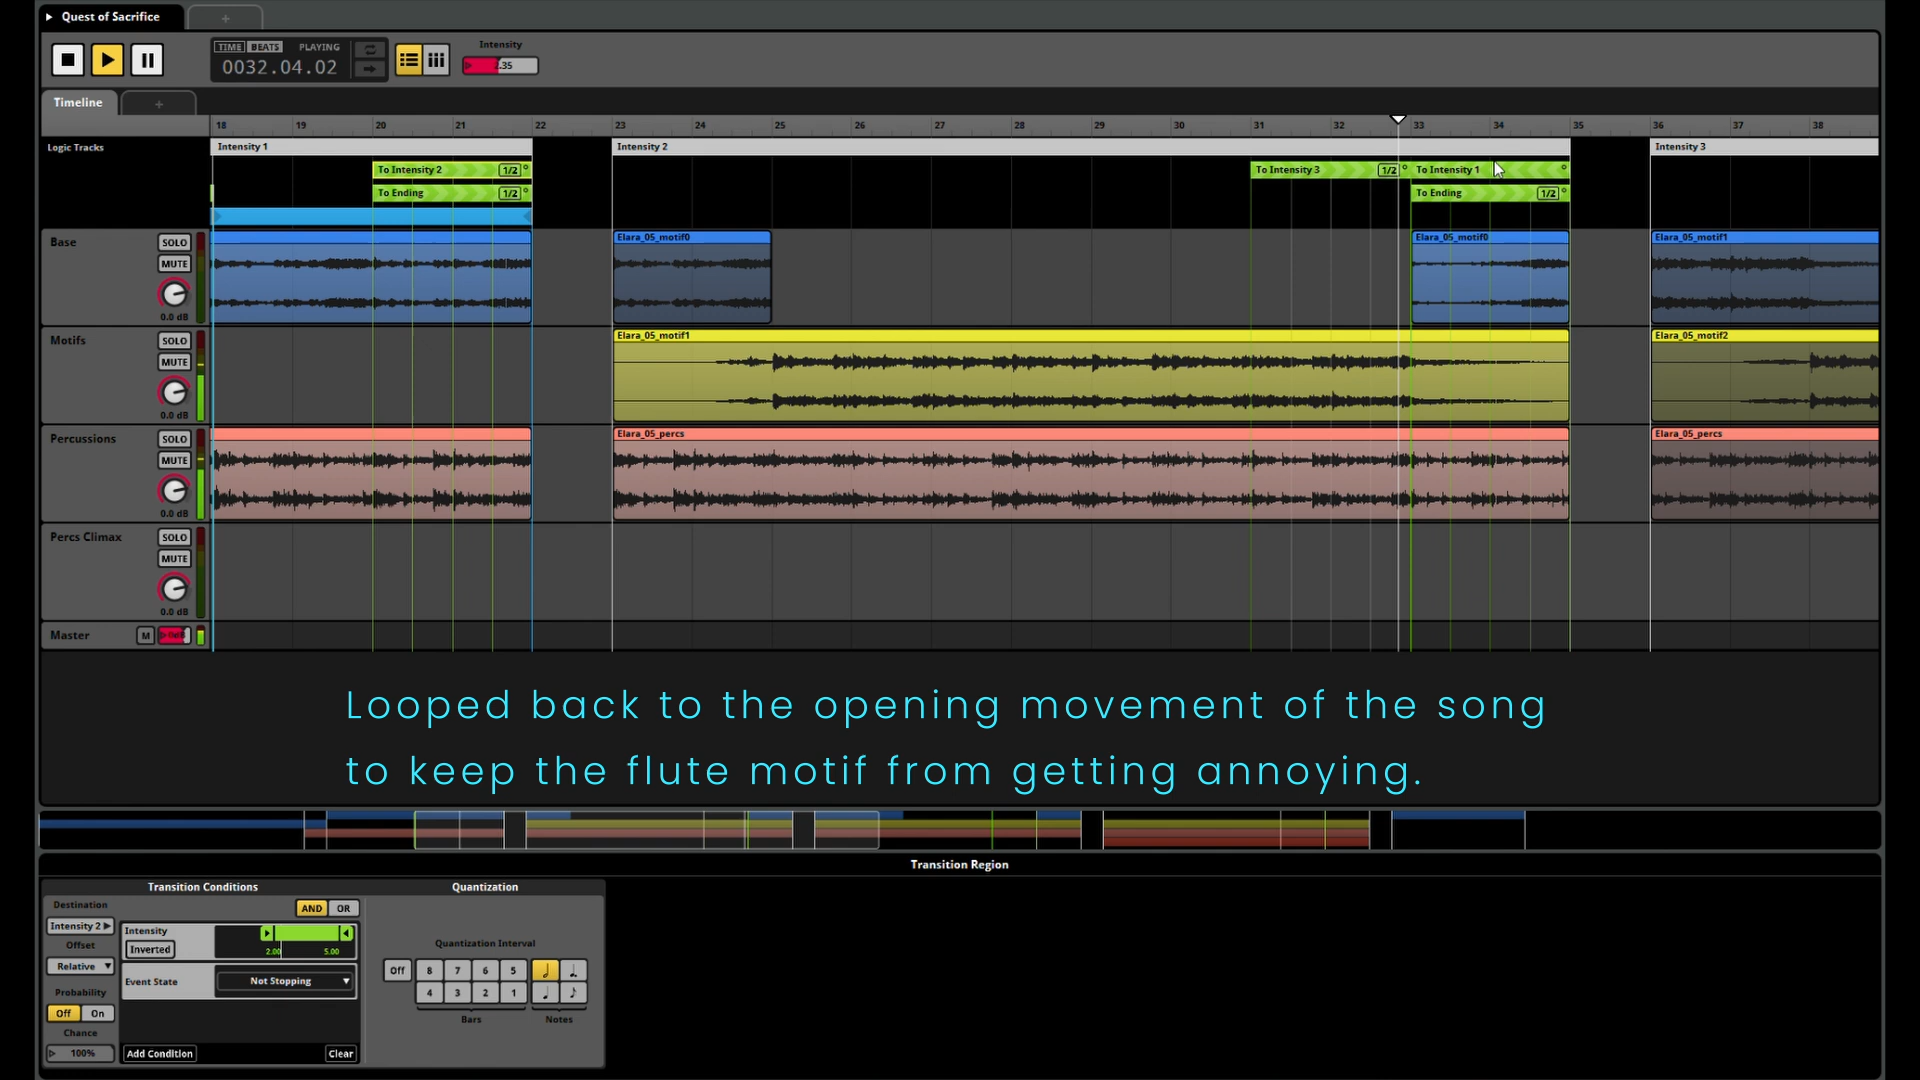 Quest of Sacrifice
+
TIME BEATS PLAYING
0032.04.02
Intensity
Timeline
+
18 19 20 21 22 23 24 25 26 27 28 29 30 31 32 33 34 35 36 37 38
Logic Tracks
Intensity 1
Intensity 2
Intensity 3
To Intensity 2 1/2
To Intensity 3 1/2
To Intensity 1
To Ending 1/2
To Ending 1/2
Base SOLO
MUTE
0.0 dB
Elara_05_motif0
Elara_05_motif0
Elara_05_motif1
Motifs SOLO
MUTE
0.0 dB
Elara_05_motif1
Elara_05_motif2
Percussions SOLO
MUTE
0.0 dB
Elara_05_percs
Elara_05_percs
Percs Climax SOLO
MUTE
0.0 dB
Master M
Looped back to the opening movement of the song
to keep the flute motif from getting annoying.
Transition Region
Transition Conditions
Quantization
Destination
AND OR
Intensity 2
Intensity
Inverted
2.00 5.00
Offset
Relative
Event State Not Stopping
Probability
Off On
Chance
100%
Add Condition Clear
Quantization Interval
Off 8 7 6 5
4 3 2 1
Bars Notes